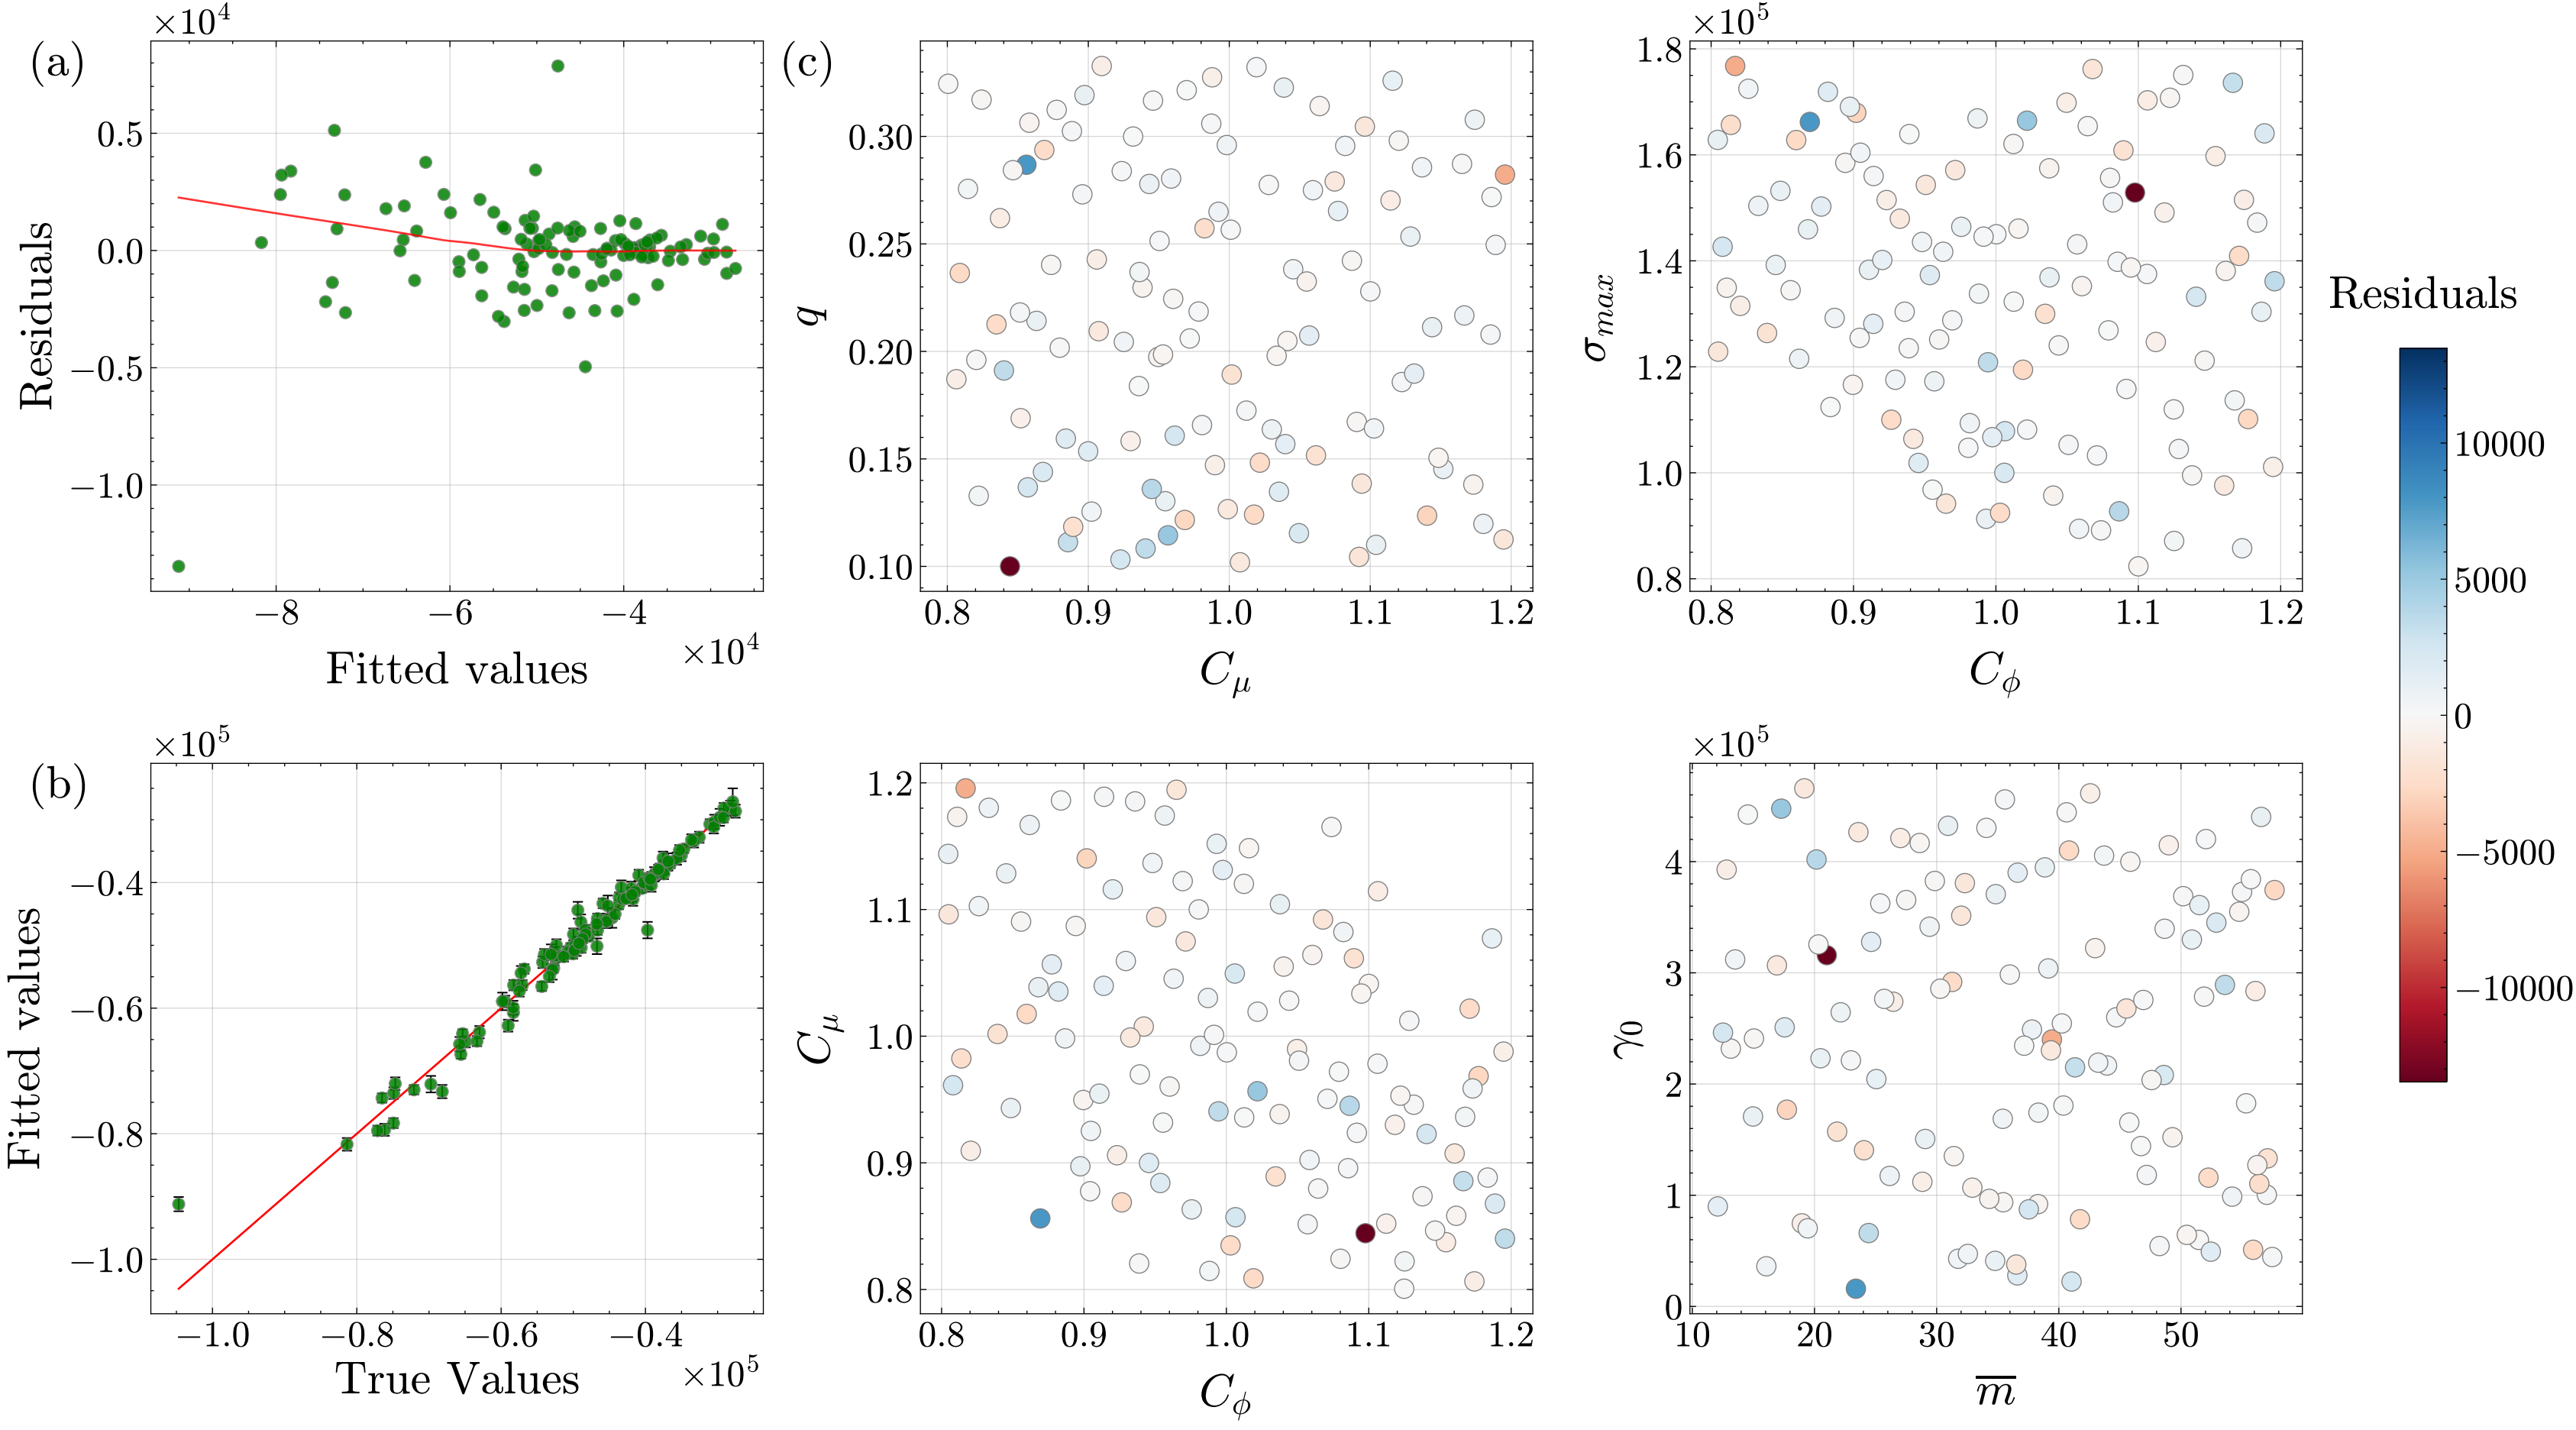 (a)
×10⁴
0.5
0.0
−0.5
−1.0
Residuals
−8 −6 −4
×10⁴
Fitted values
(c)
0.30
0.25
0.20
0.15
0.10
q
0.8 0.9 1.0 1.1 1.2
C_μ
×10⁵
1.8
1.6
1.4
1.2
1.0
0.8
σ_max
0.8 0.9 1.0 1.1 1.2
C_ϕ
Residuals
10000
5000
0
−5000
−10000
(b)
×10⁵
−0.4
−0.6
−0.8
−1.0
Fitted values
−1.0 −0.8 −0.6 −0.4
×10⁵
True Values
1.2
1.1
1.0
0.9
0.8
C_μ
0.8 0.9 1.0 1.1 1.2
C_ϕ
×10⁵
4
3
2
1
0
γ₀
10 20 30 40 50
m̅